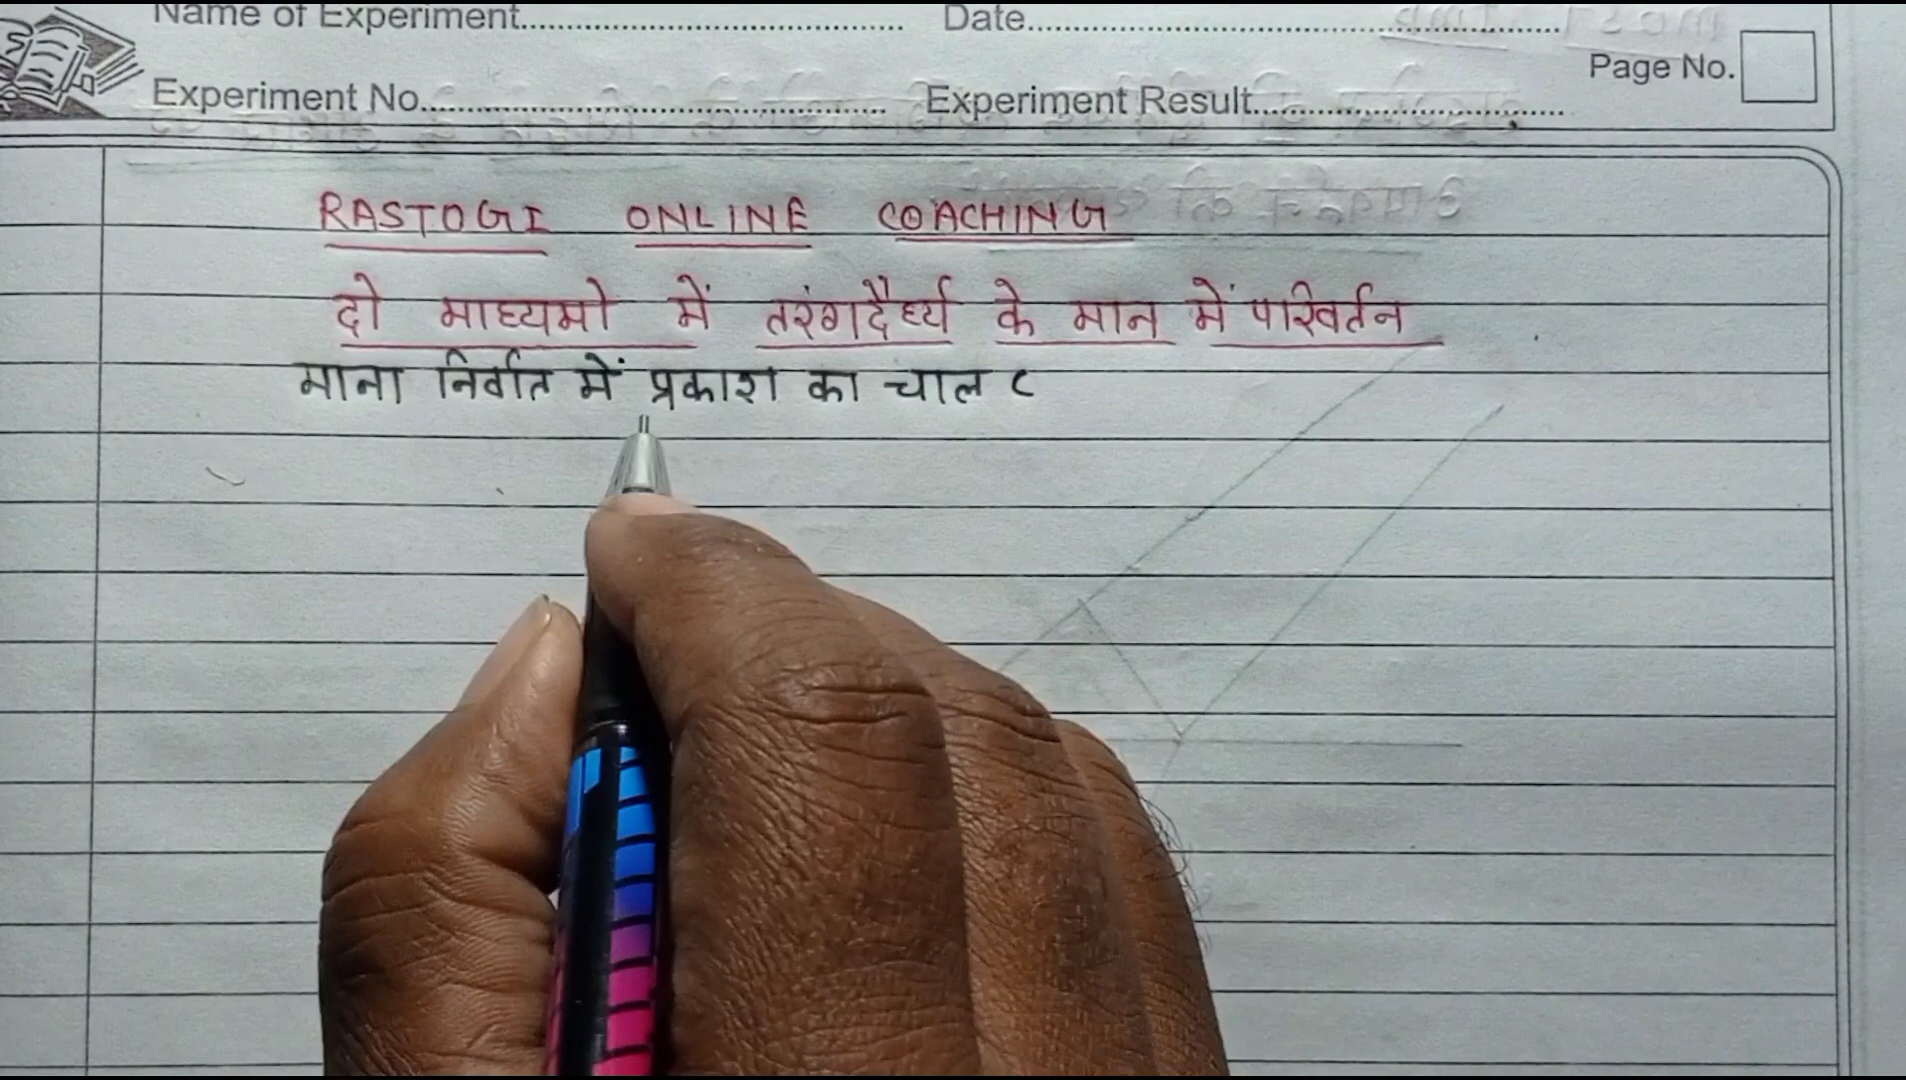 Name of Experiment.............................................. Date..............................................................
Page No.
Experiment No.................................................... Experiment Result....................................
RASTOGI ONLINE COACHING
दो माध्यमो में तरंगदैर्ध्य के मान में परिवर्तन
माना निर्वात में प्रकाश का चाल c